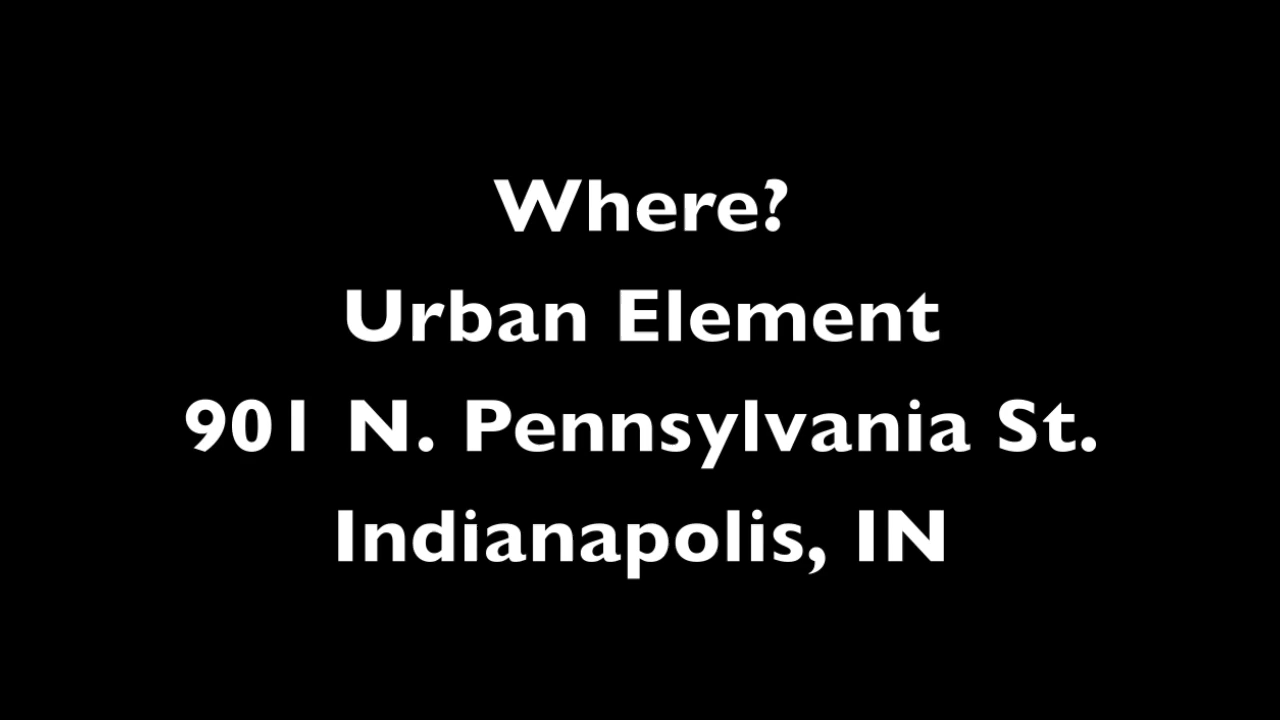 Where?
Urban Element
901 N. Pennsylvania St.
Indianapolis, IN